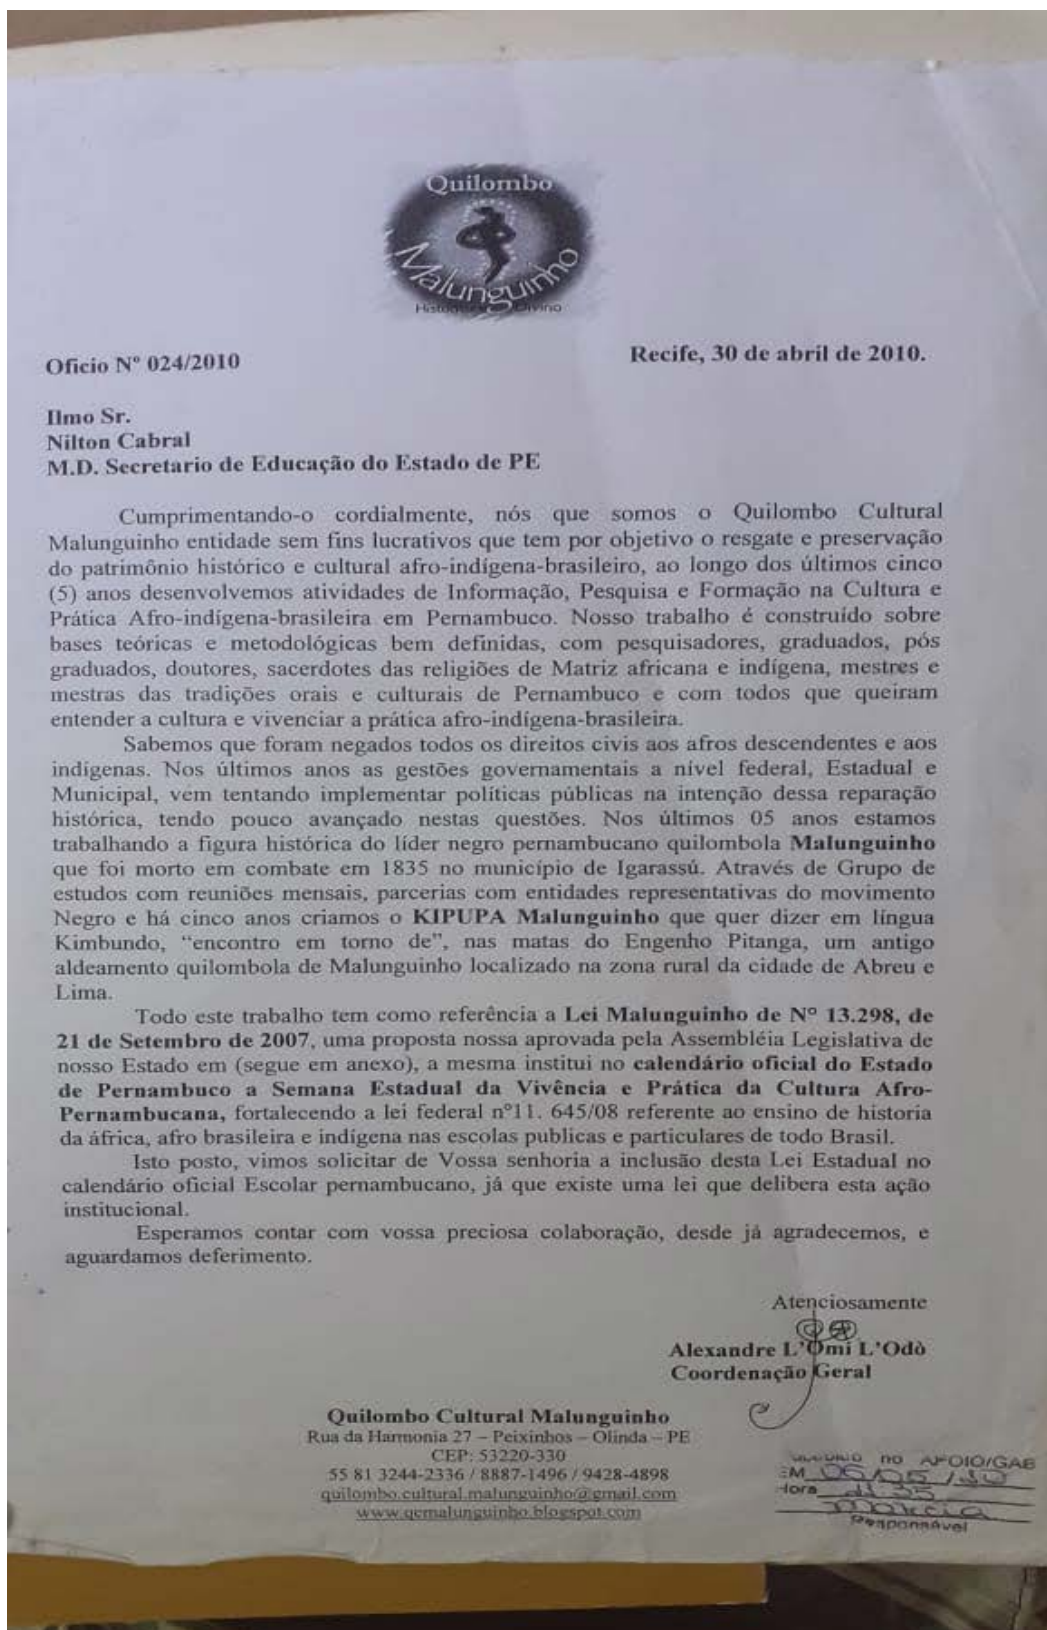 Quilombo
Malunguinho
Divino
Oficio Nº 024/2010
Recife, 30 de abril de 2010.
Ilmo Sr.
Nilton Cabral
M.D. Secretario de Educação do Estado de PE
Cumprimentando-o cordialmente, nós que somos o Quilombo Cultural
Malunguinho entidade sem fins lucrativos que tem por objetivo o resgate e preservação
do patrimônio histórico e cultural afro-indígena-brasileiro, ao longo dos últimos cinco
(5) anos desenvolvemos atividades de Informação, Pesquisa e Formação na Cultura e
Prática Afro-indígena-brasileira em Pernambuco. Nosso trabalho é construído sobre
bases teóricas e metodológicas bem definidas, com pesquisadores, graduados, pós
graduados, doutores, sacerdotes das religiões de Matriz africana e indígena, mestres e
mestras das tradições orais e culturais de Pernambuco e com todos que queiram
entender a cultura e vivenciar a prática afro-indígena-brasileira.
Sabemos que foram negados todos os direitos civis aos afros descendentes e aos
indígenas. Nos últimos anos as gestões governamentais a nível federal, Estadual e
Municipal, vem tentando implementar políticas públicas na intenção dessa reparação
histórica, tendo pouco avançado nestas questões. Nos últimos 05 anos estamos
trabalhando a figura histórica do líder negro pernambucano quilombola Malunguinho
que foi morto em combate em 1835 no município de Igarassú. Através de Grupo de
estudos com reuniões mensais, parcerias com entidades representativas do movimento
Negro e há cinco anos criamos o KIPUPA Malunguinho que quer dizer em língua
Kimbundo, “encontro em torno de”, nas matas do Engenho Pitanga, um antigo
aldeamento quilombola de Malunguinho localizado na zona rural da cidade de Abreu e
Lima.
Todo este trabalho tem como referência a Lei Malunguinho de Nº 13.298, de
21 de Setembro de 2007, uma proposta nossa aprovada pela Assembléia Legislativa de
nosso Estado em (segue em anexo), a mesma institui no calendário oficial do Estado
de Pernambuco a Semana Estadual da Vivência e Prática da Cultura Afro-
Pernambucana, fortalecendo a lei federal nº11. 645/08 referente ao ensino de historia
da áfrica, afro brasileira e indígena nas escolas publicas e particulares de todo Brasil.
Isto posto, vimos solicitar de Vossa senhoria a inclusão desta Lei Estadual no
calendário oficial Escolar pernambucano, já que existe uma lei que delibera esta ação
institucional.
Esperamos contar com vossa preciosa colaboração, desde já agradecemos, e
aguardamos deferimento.
Atenciosamente
Alexandre L'Omi L'Odò
Coordenação Geral
Quilombo Cultural Malunguinho
Rua da Harmonia 27 – Peixinhos – Olinda – PE
CEP: 53220-330
55 81 3244-2336 / 8887-1496 / 9428-4898
quilombo.cultural.malunguinho@gmail.com
www.qcmalunguinho.blogspot.com
no APOIO/GAB
EM 06/05/10
Hora 11:35
Marcia
Responsável